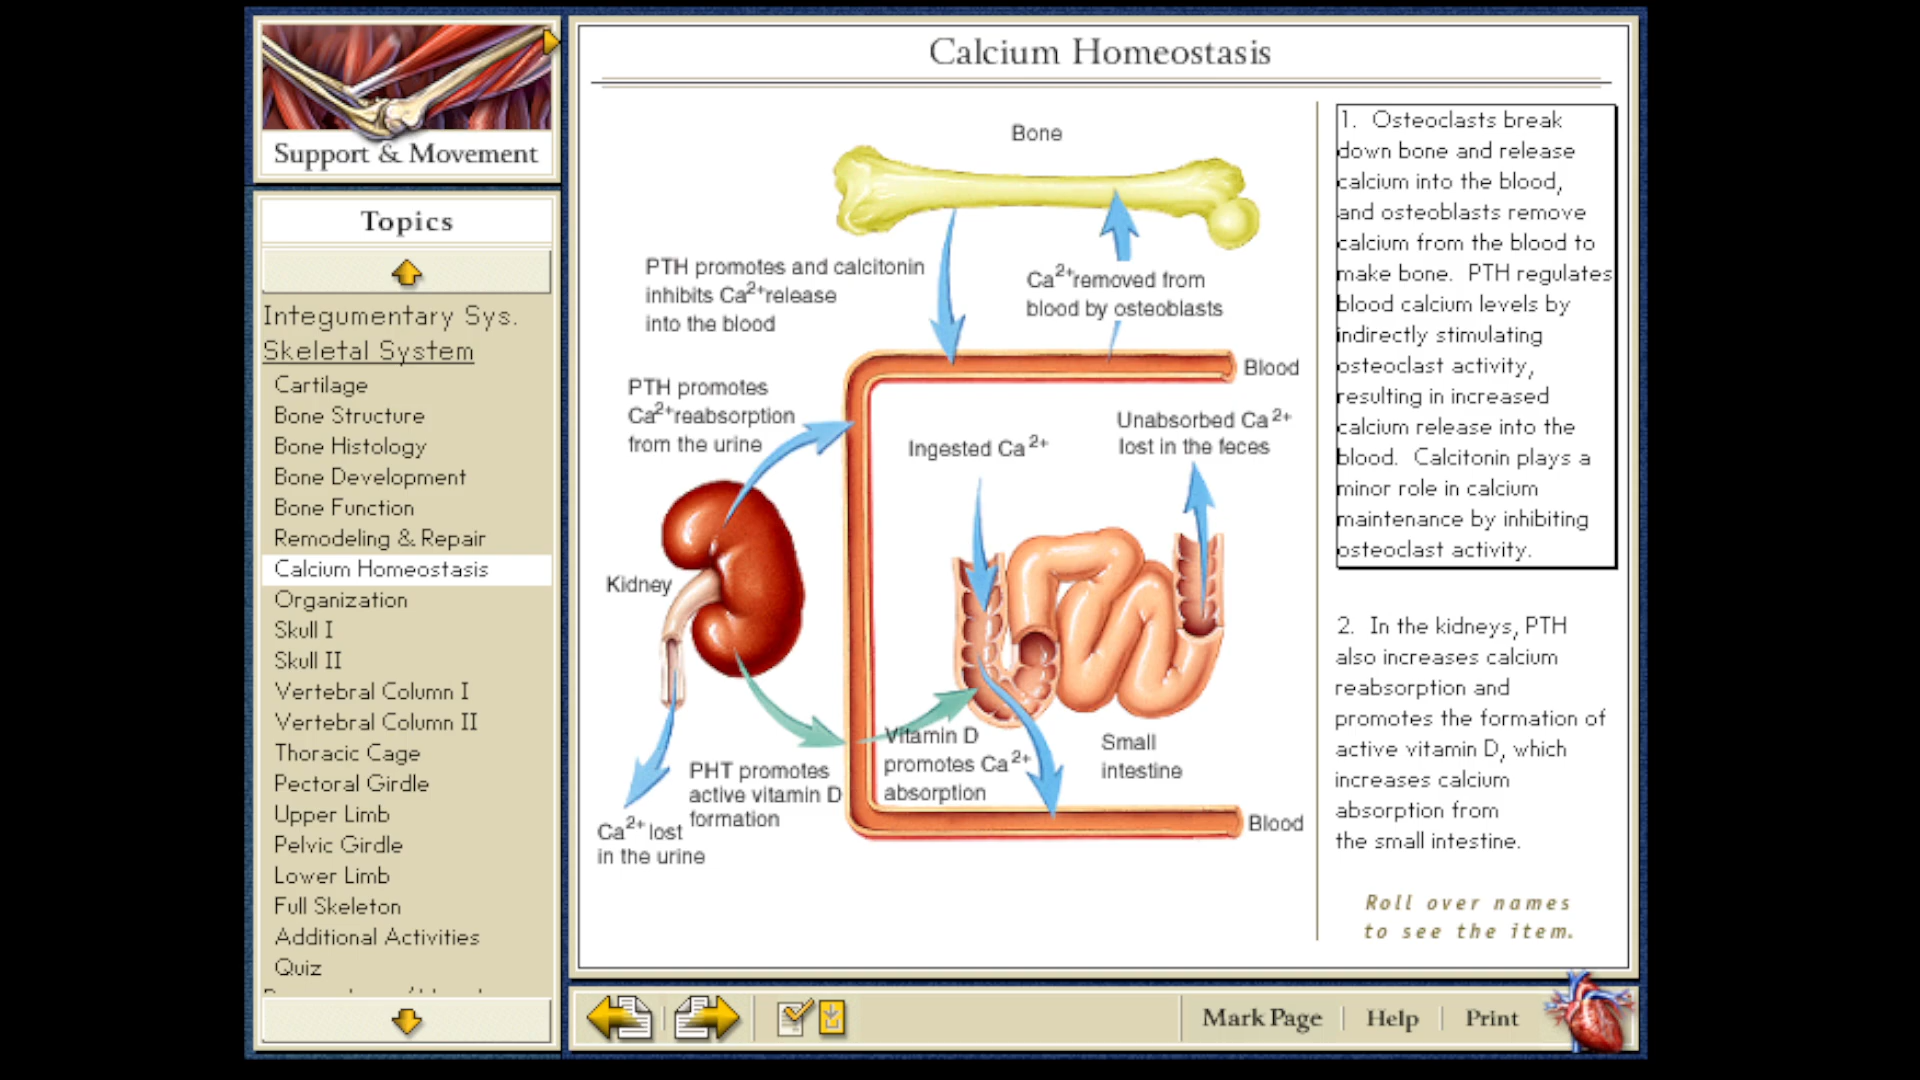 Support & Movement
Topics
Integumentary Sys.
Skeletal System
Cartilage
Bone Structure
Bone Histology
Bone Development
Bone Function
Remodeling & Repair
Calcium Homeostasis
Organization
Skull I
Skull II
Vertebral Column I
Vertebral Column II
Thoracic Cage
Pectoral Girdle
Upper Limb
Pelvic Girdle
Lower Limb
Full Skeleton
Additional Activities
Quiz
Calcium Homeostasis
Bone
PTH promotes and calcitonin
inhibits Ca2+ release
into the blood
Ca2+ removed from
blood by osteoblasts
Blood
PTH promotes
Ca2+ reabsorption
from the urine
Ingested Ca2+
Unabsorbed Ca2+
lost in the feces
Kidney
PHT promotes
active vitamin D
formation
Vitamin D
promotes Ca2+
absorption
Small
intestine
Ca2+ lost
in the urine
Blood
1. Osteoclasts break
down bone and release
calcium into the blood,
and osteoblasts remove
calcium from the blood to
make bone. PTH regulates
blood calcium levels by
indirectly stimulating
osteoclast activity,
resulting in increased
calcium release into the
blood. Calcitonin plays a
minor role in calcium
maintenance by inhibiting
osteoclast activity.
2. In the kidneys, PTH
also increases calcium
reabsorption and
promotes the formation of
active vitamin D, which
increases calcium
absorption from
the small intestine.
Roll over names
to see the item.
Mark Page
Help
Print